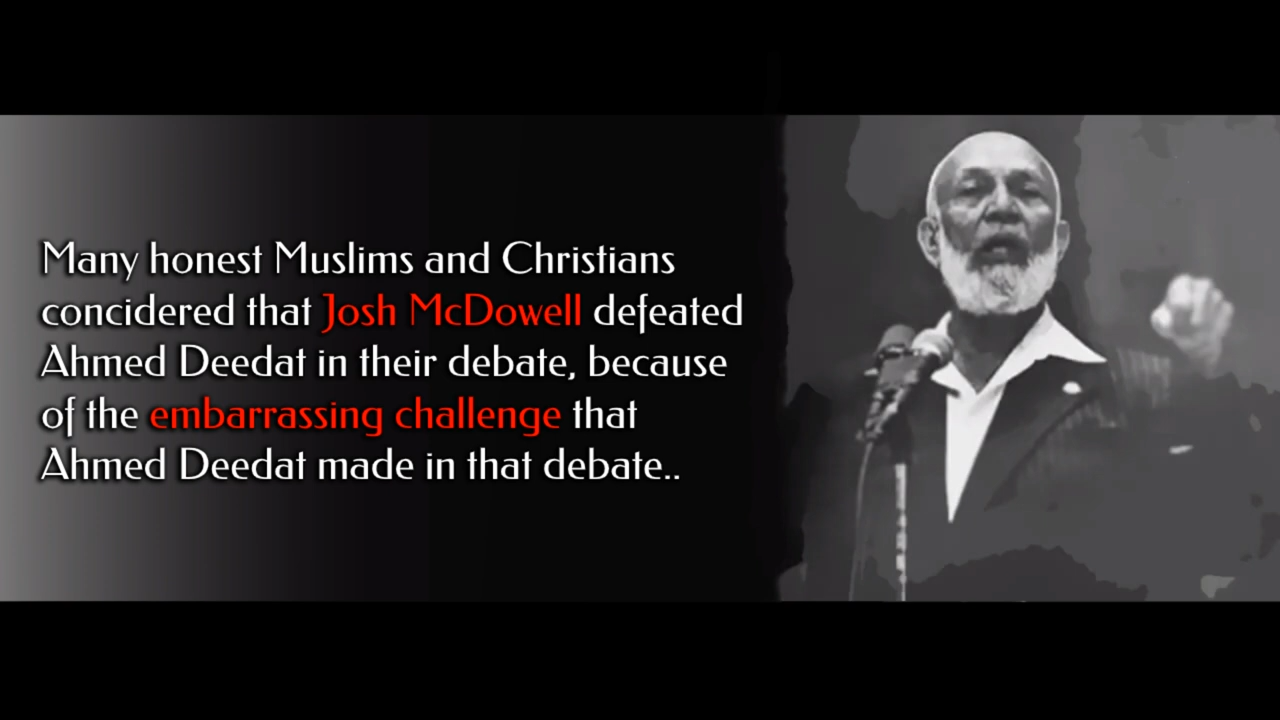 Many honest Muslims and Christians
concidered that Josh McDowell defeated
Ahmed Deedat in their debate, because
of the embarrassing challenge that
Ahmed Deedat made in that debate..